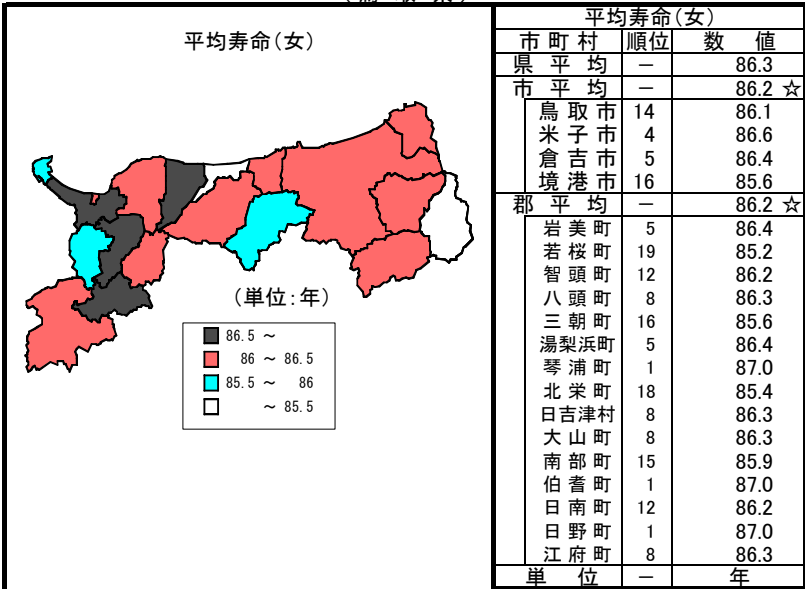 平均寿命(女)
(単位:年)
86.5 ～
86 ～ 86.5
85.5 ～ 86
～ 85.5
平均寿命(女)
市町村 順位 数 値
県平均 － 86.3
市平均 － 86.2 ☆
鳥取市 14 86.1
米子市 4 86.6
倉吉市 5 86.4
境港市 16 85.6
郡平均 － 86.2 ☆
岩美町 5 86.4
若桜町 19 85.2
智頭町 12 86.2
八頭町 8 86.3
三朝町 16 85.6
湯梨浜町 5 86.4
琴浦町 1 87.0
北栄町 18 85.4
日吉津村 8 86.3
大山町 8 86.3
南部町 15 85.9
伯耆町 1 87.0
日南町 12 86.2
日野町 1 87.0
江府町 8 86.3
単位 － 年